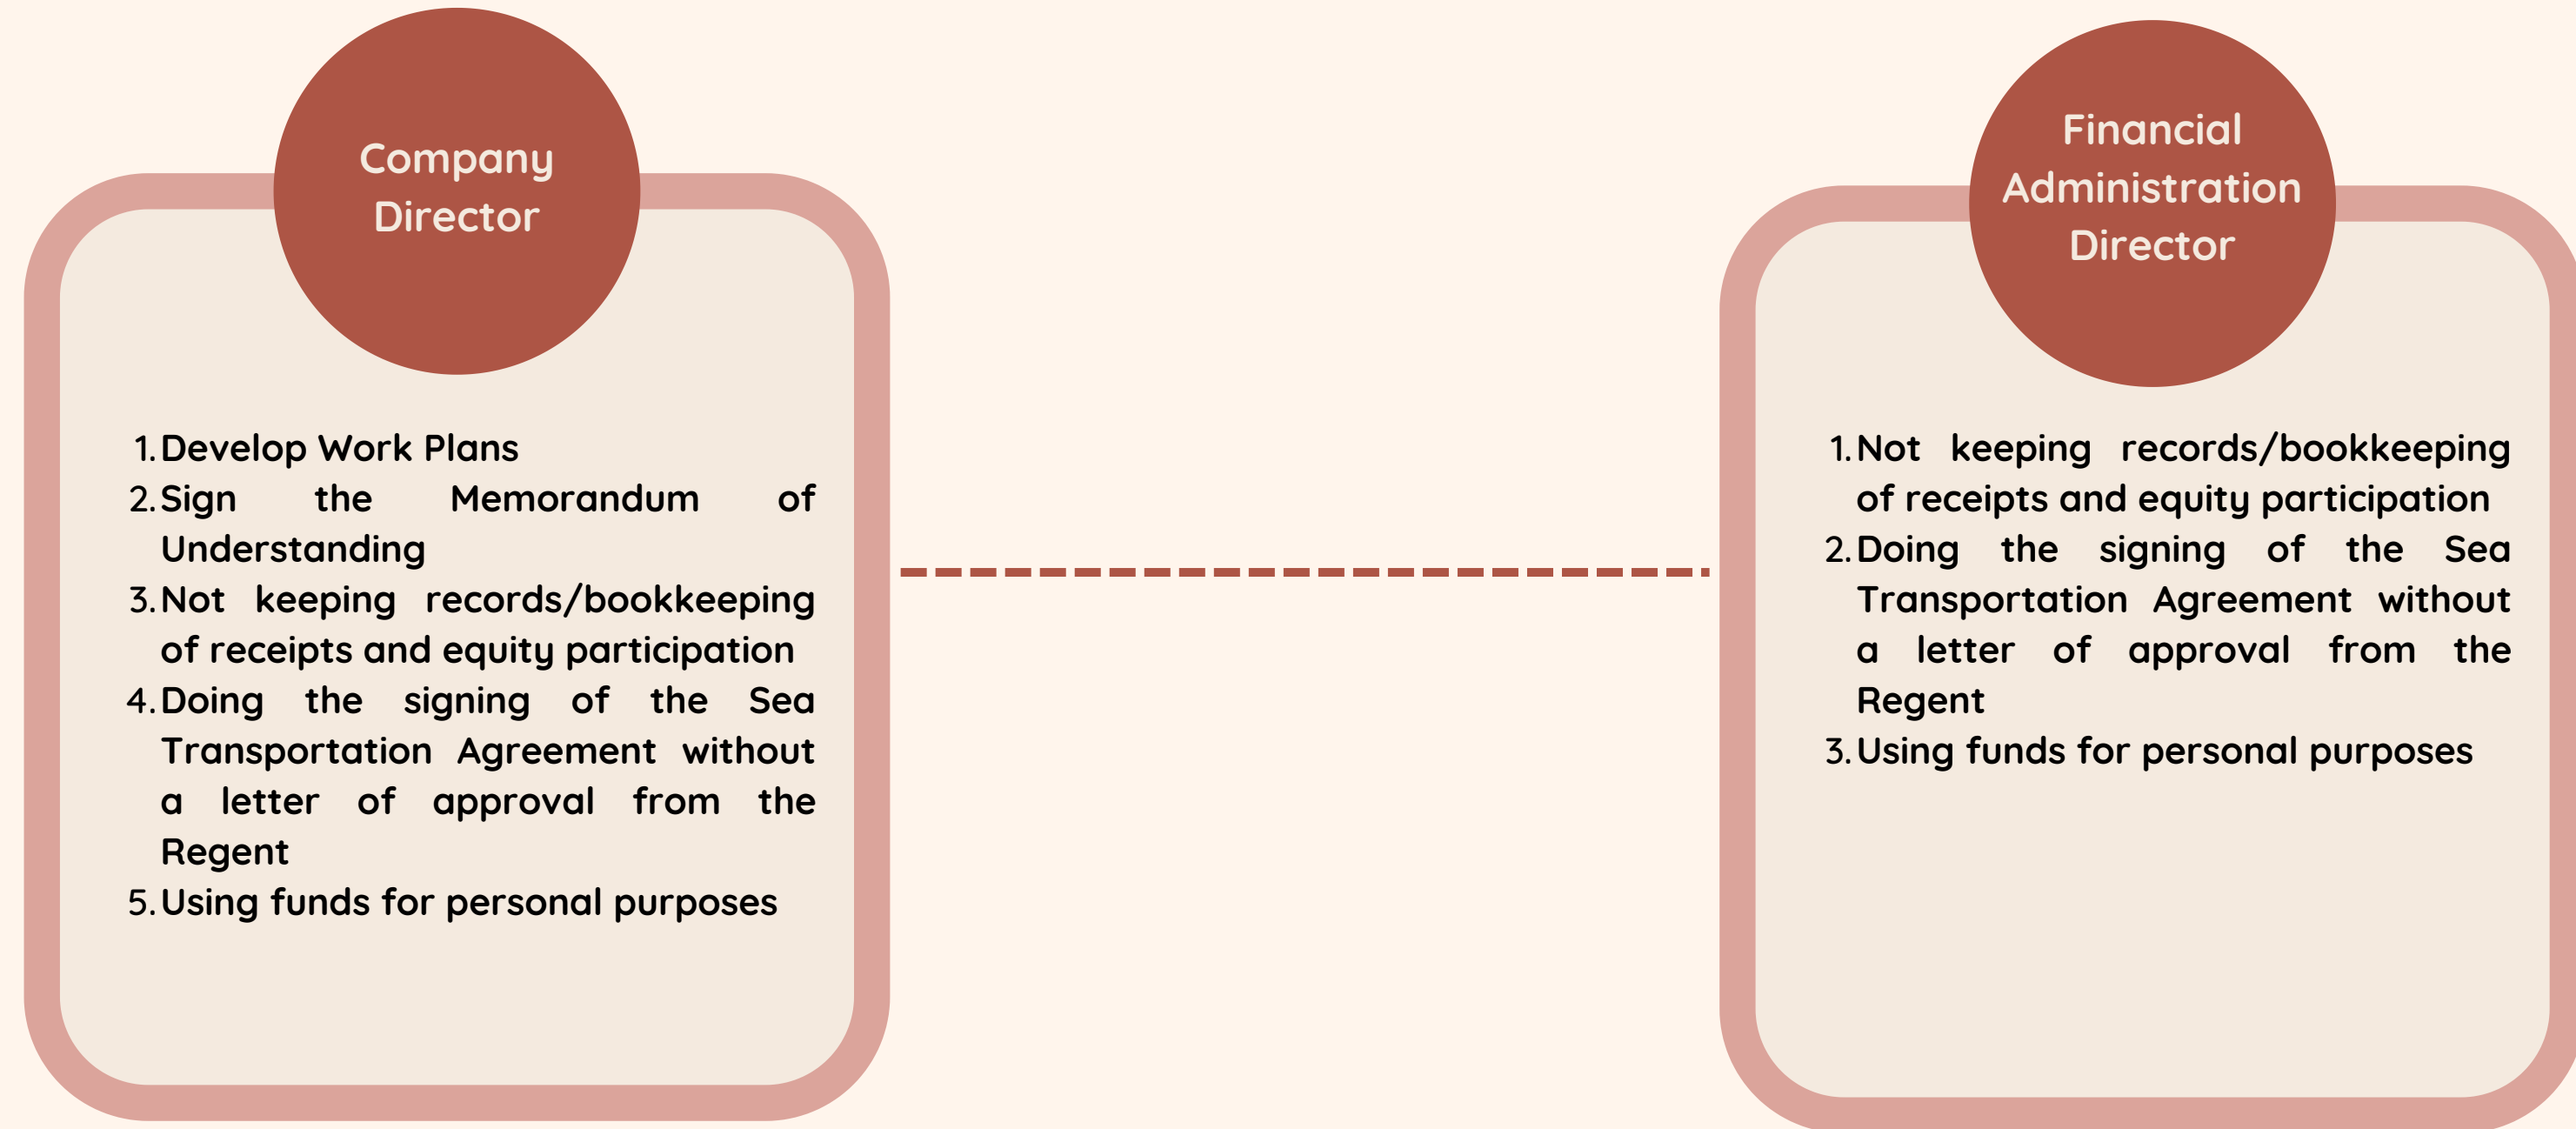 Company
Director
1. Develop Work Plans
2. Sign the Memorandum of
Understanding
3. Not keeping records/bookkeeping
of receipts and equity participation
4. Doing the signing of the Sea
Transportation Agreement without
a letter of approval from the
Regent
5. Using funds for personal purposes
Financial
Administration
Director
1. Not keeping records/bookkeeping
of receipts and equity participation
2. Doing the signing of the Sea
Transportation Agreement without
a letter of approval from the
Regent
3. Using funds for personal purposes